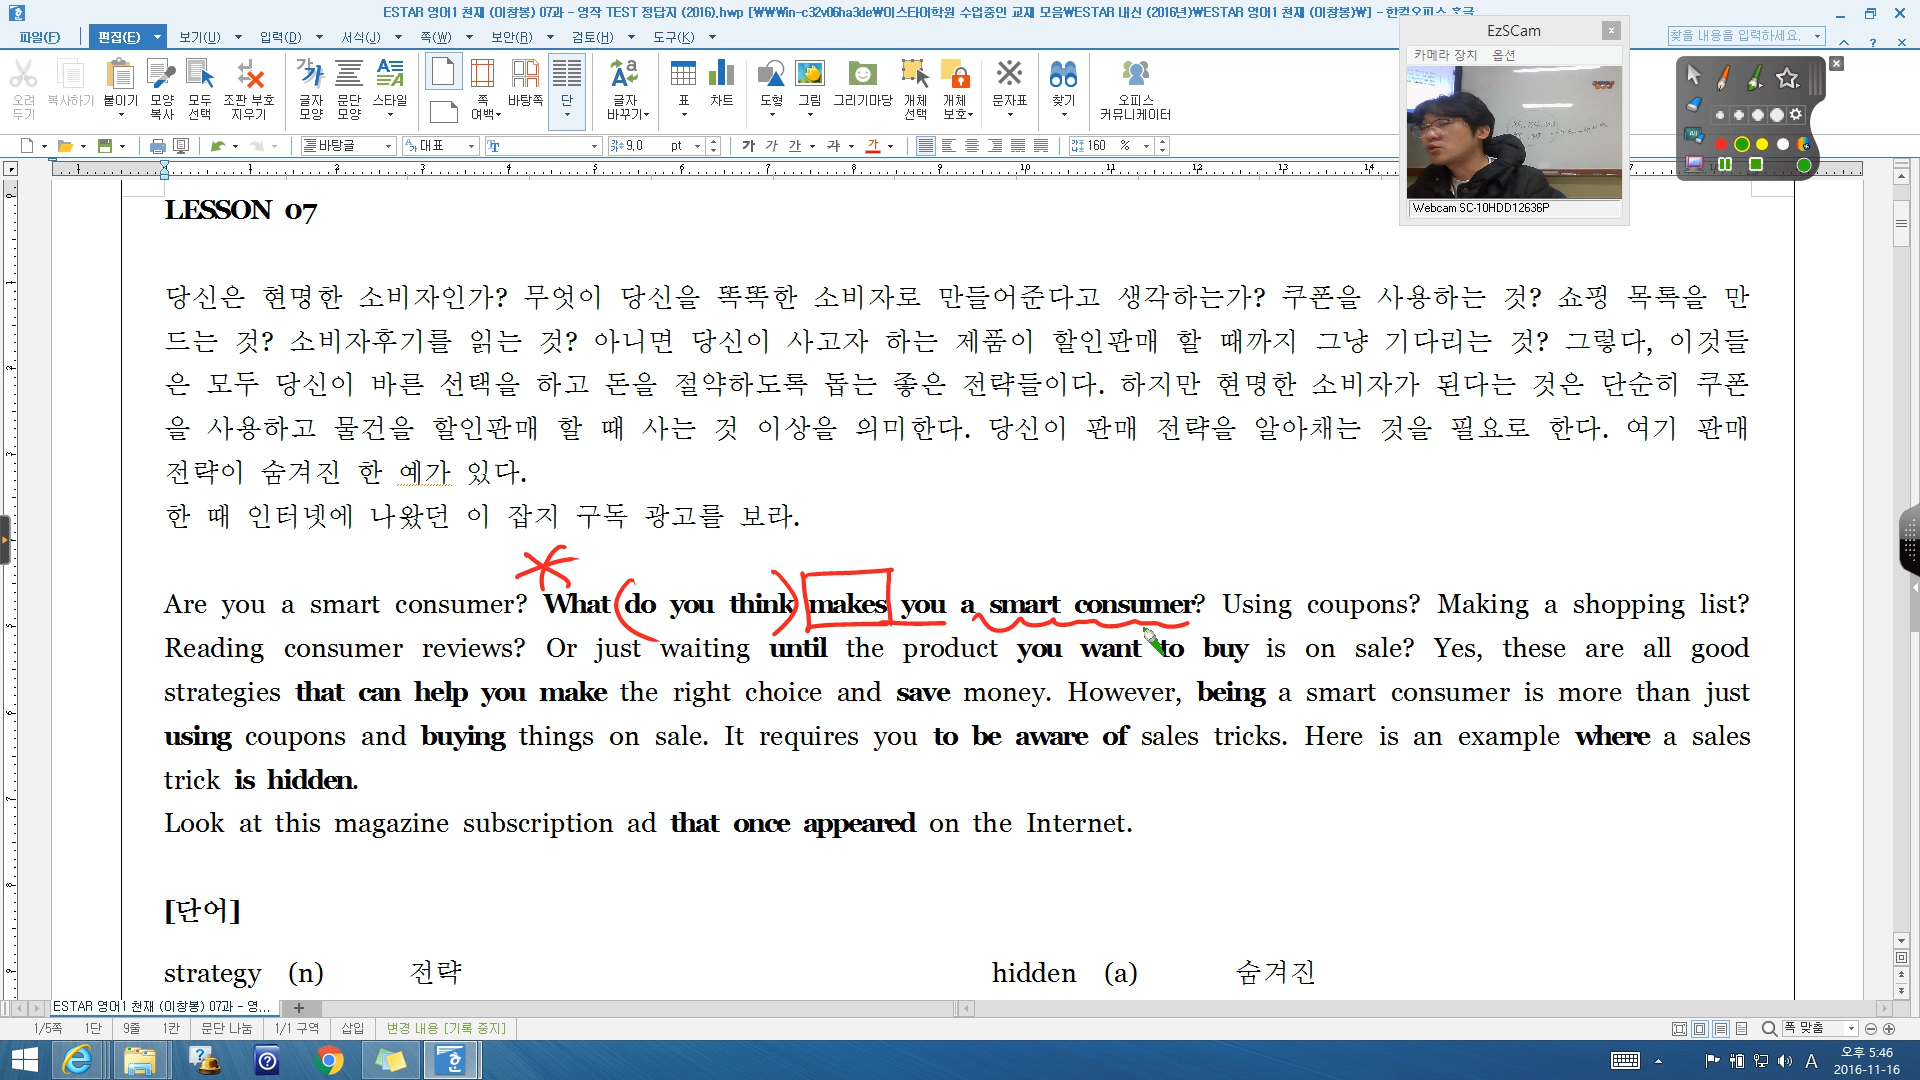 ESTAR 영어1 천재 (이창봉) 07과 - 영작 TEST 정답지 (2016).hwp [₩₩Win-c32v06ha3de₩이스타어학원 수업중인 교재 모음₩ESTAR 내신 (2016년)₩ESTAR 영어1 천재 (이창봉)₩] - 한컴오피스 호글
파일(F) 편집(E) 보기(U) 입력(D) 서식(J) 쪽(W) 보안(R) 검토(H) 도구(K)
찾을 내용을 입력하세요.
오려 두기
복사하기
붙이기
모양 복사
모두 선택
조판 부호 지우기
글자 모양
문단 모양
스타일
쪽 여백
바탕쪽
단
글자 바꾸기
표
차트
도형
그림
그리기마당
개체 선택
개체 보호
문자표
찾기
오피스 커뮤니케이터
바탕글 대표 9,0 pt 가 가 가 가 가 160 %
EzSCam
카메라 장치 옵션
Webcam SC-10HDD12636P
LESSON 07
당신은 현명한 소비자인가? 무엇이 당신을 똑똑한 소비자로 만들어준다고 생각하는가? 쿠폰을 사용하는 것? 쇼핑 목록을 만
드는 것? 소비자후기를 읽는 것? 아니면 당신이 사고자 하는 제품이 할인판매 할 때까지 그냥 기다리는 것? 그렇다, 이것들
은 모두 당신이 바른 선택을 하고 돈을 절약하도록 돕는 좋은 전략들이다. 하지만 현명한 소비자가 된다는 것은 단순히 쿠폰
을 사용하고 물건을 할인판매 할 때 사는 것 이상을 의미한다. 당신이 판매 전략을 알아채는 것을 필요로 한다. 여기 판매
전략이 숨겨진 한 예가 있다.
한 때 인터넷에 나왔던 이 잡지 구독 광고를 보라.
Are you a smart consumer? What do you think makes you a smart consumer? Using coupons? Making a shopping list?
Reading consumer reviews? Or just waiting until the product you want to buy is on sale? Yes, these are all good
strategies that can help you make the right choice and save money. However, being a smart consumer is more than just
using coupons and buying things on sale. It requires you to be aware of sales tricks. Here is an example where a sales
trick is hidden.
Look at this magazine subscription ad that once appeared on the Internet.
[단어]
strategy (n) 전략 hidden (a) 숨겨진
ESTAR 영어1 천재 (이창봉) 07과 - 영...
1/5쪽 1단 9줄 1칸 문단 나눔 1/1 구역 삽입 변경 내용 [기록 중지]
쪽 맞춤
A
오후 5:46
2016-11-16